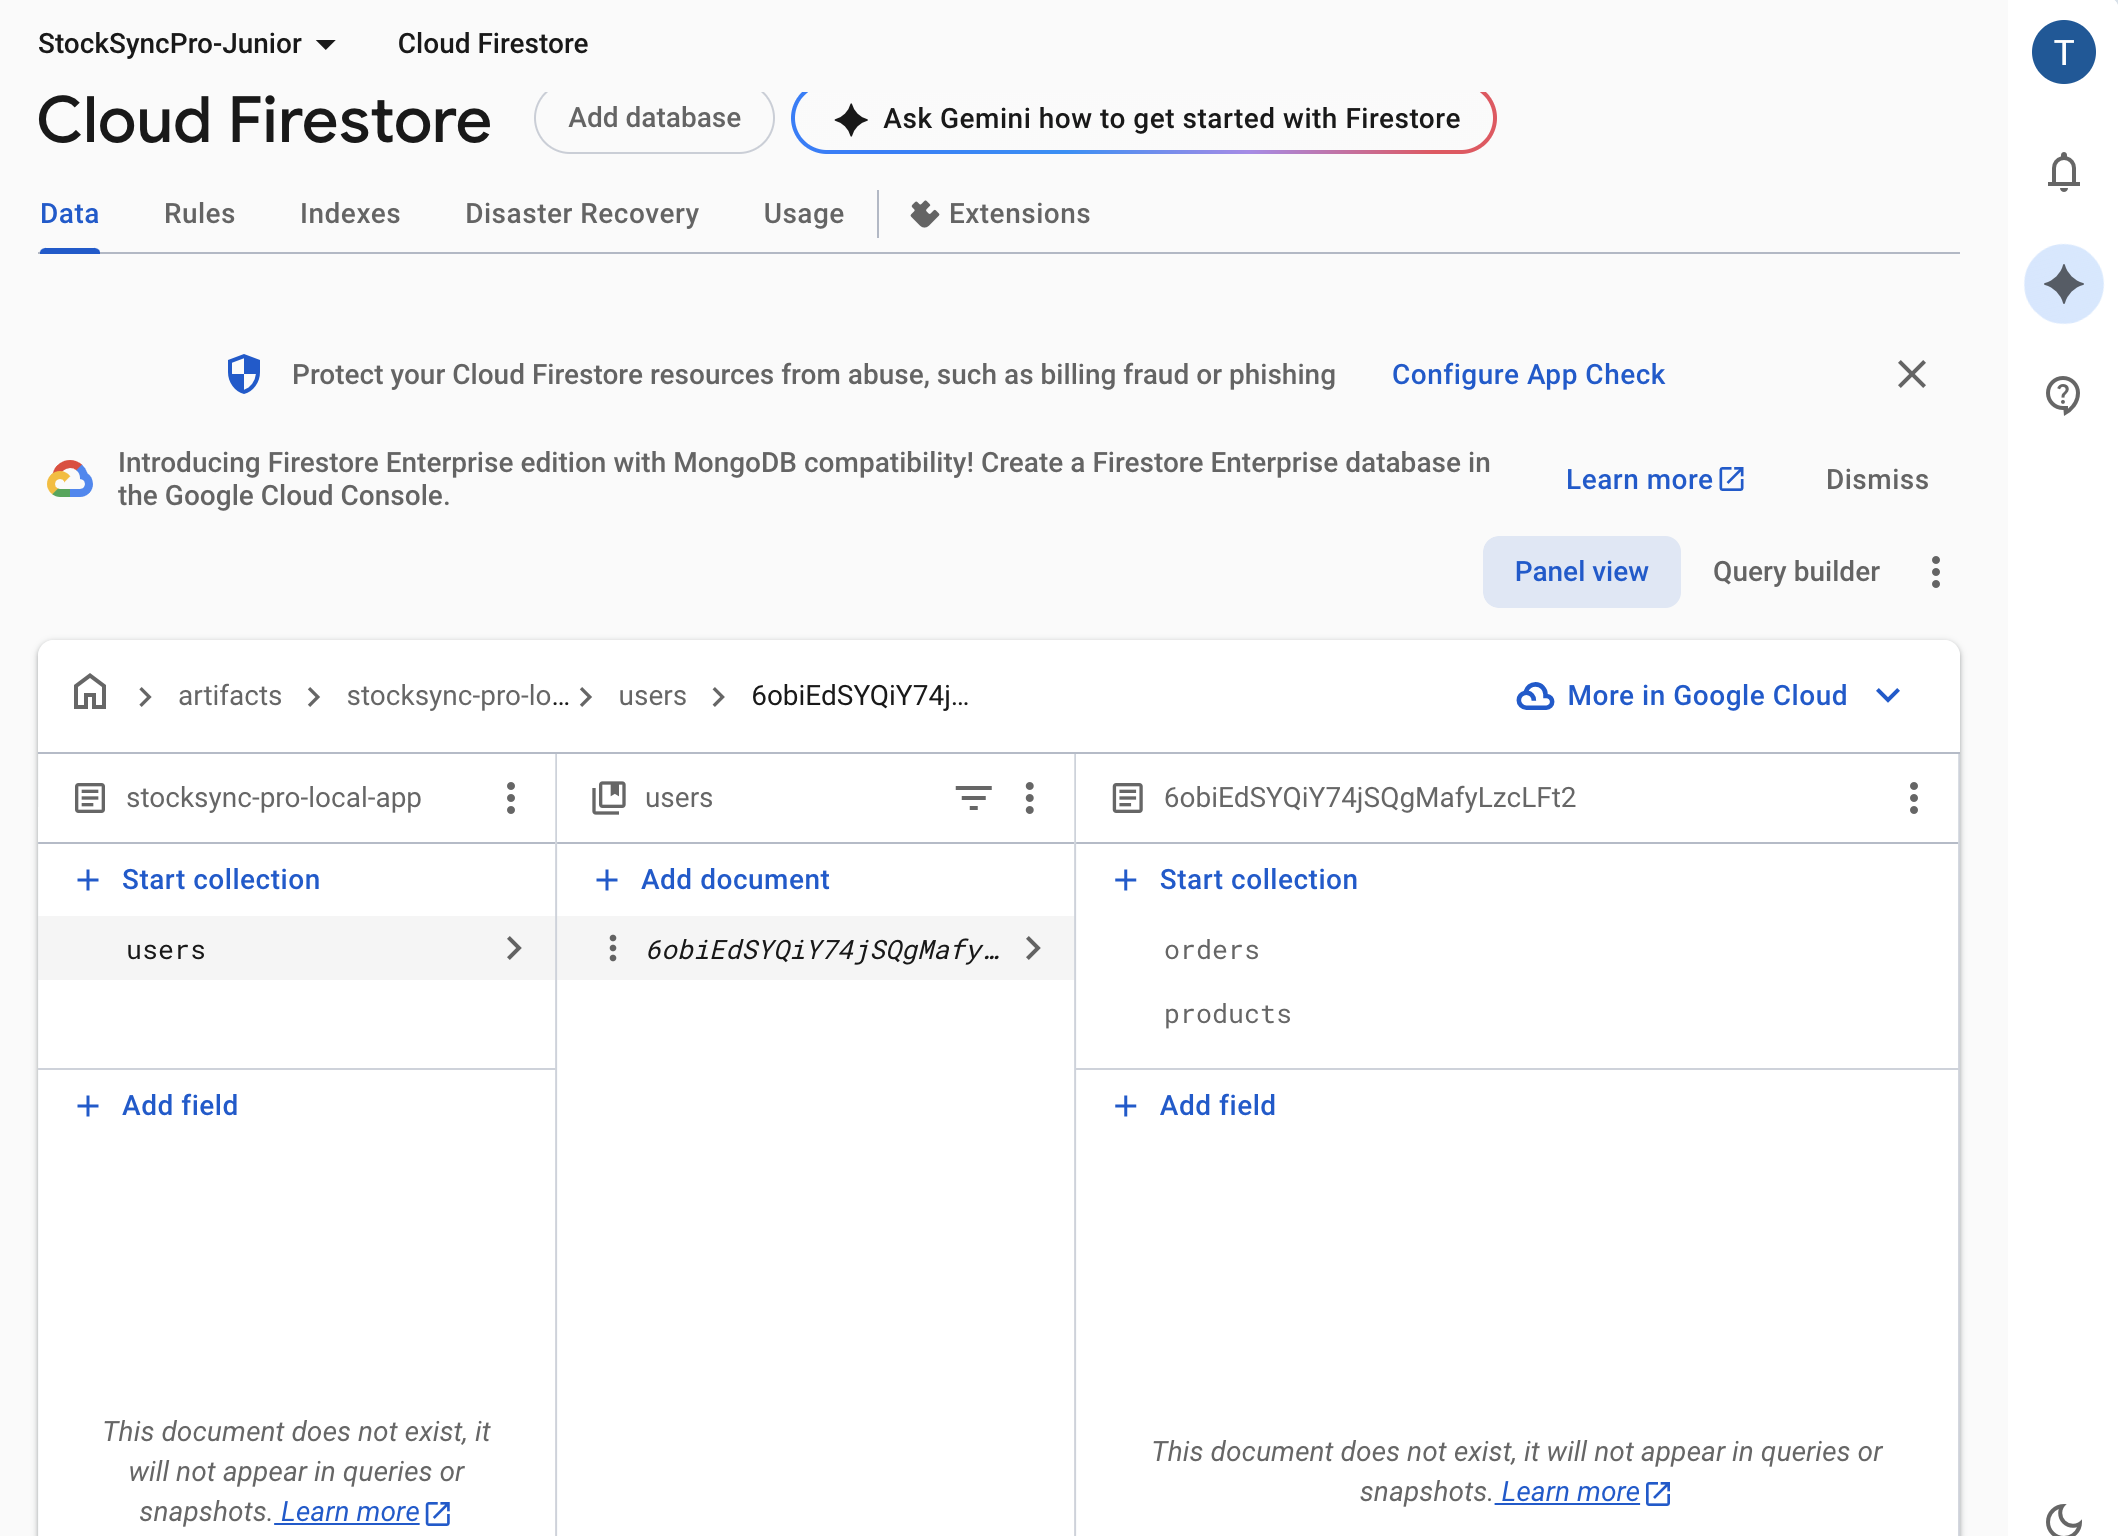 StockSyncPro-Junior
Cloud Firestore
T
Cloud Firestore
Add database
Ask Gemini how to get started with Firestore
Data
Rules
Indexes
Disaster Recovery
Usage
Extensions
Protect your Cloud Firestore resources from abuse, such as billing fraud or phishing
Configure App Check
Introducing Firestore Enterprise edition with MongoDB compatibility! Create a Firestore Enterprise database in
the Google Cloud Console.
Learn more
Dismiss
Panel view
Query builder
artifacts
stocksync-pro-lo...
users
6obiEdSYQiY74j...
More in Google Cloud
stocksync-pro-local-app
users
6obiEdSYQiY74jSQgMafyLzcLFt2
+ Start collection
+ Add document
+ Start collection
users
6obiEdSYQiY74jSQgMafy…
orders
products
+ Add field
+ Add field
This document does not exist, it
will not appear in queries or
snapshots. Learn more
This document does not exist, it will not appear in queries or
snapshots. Learn more